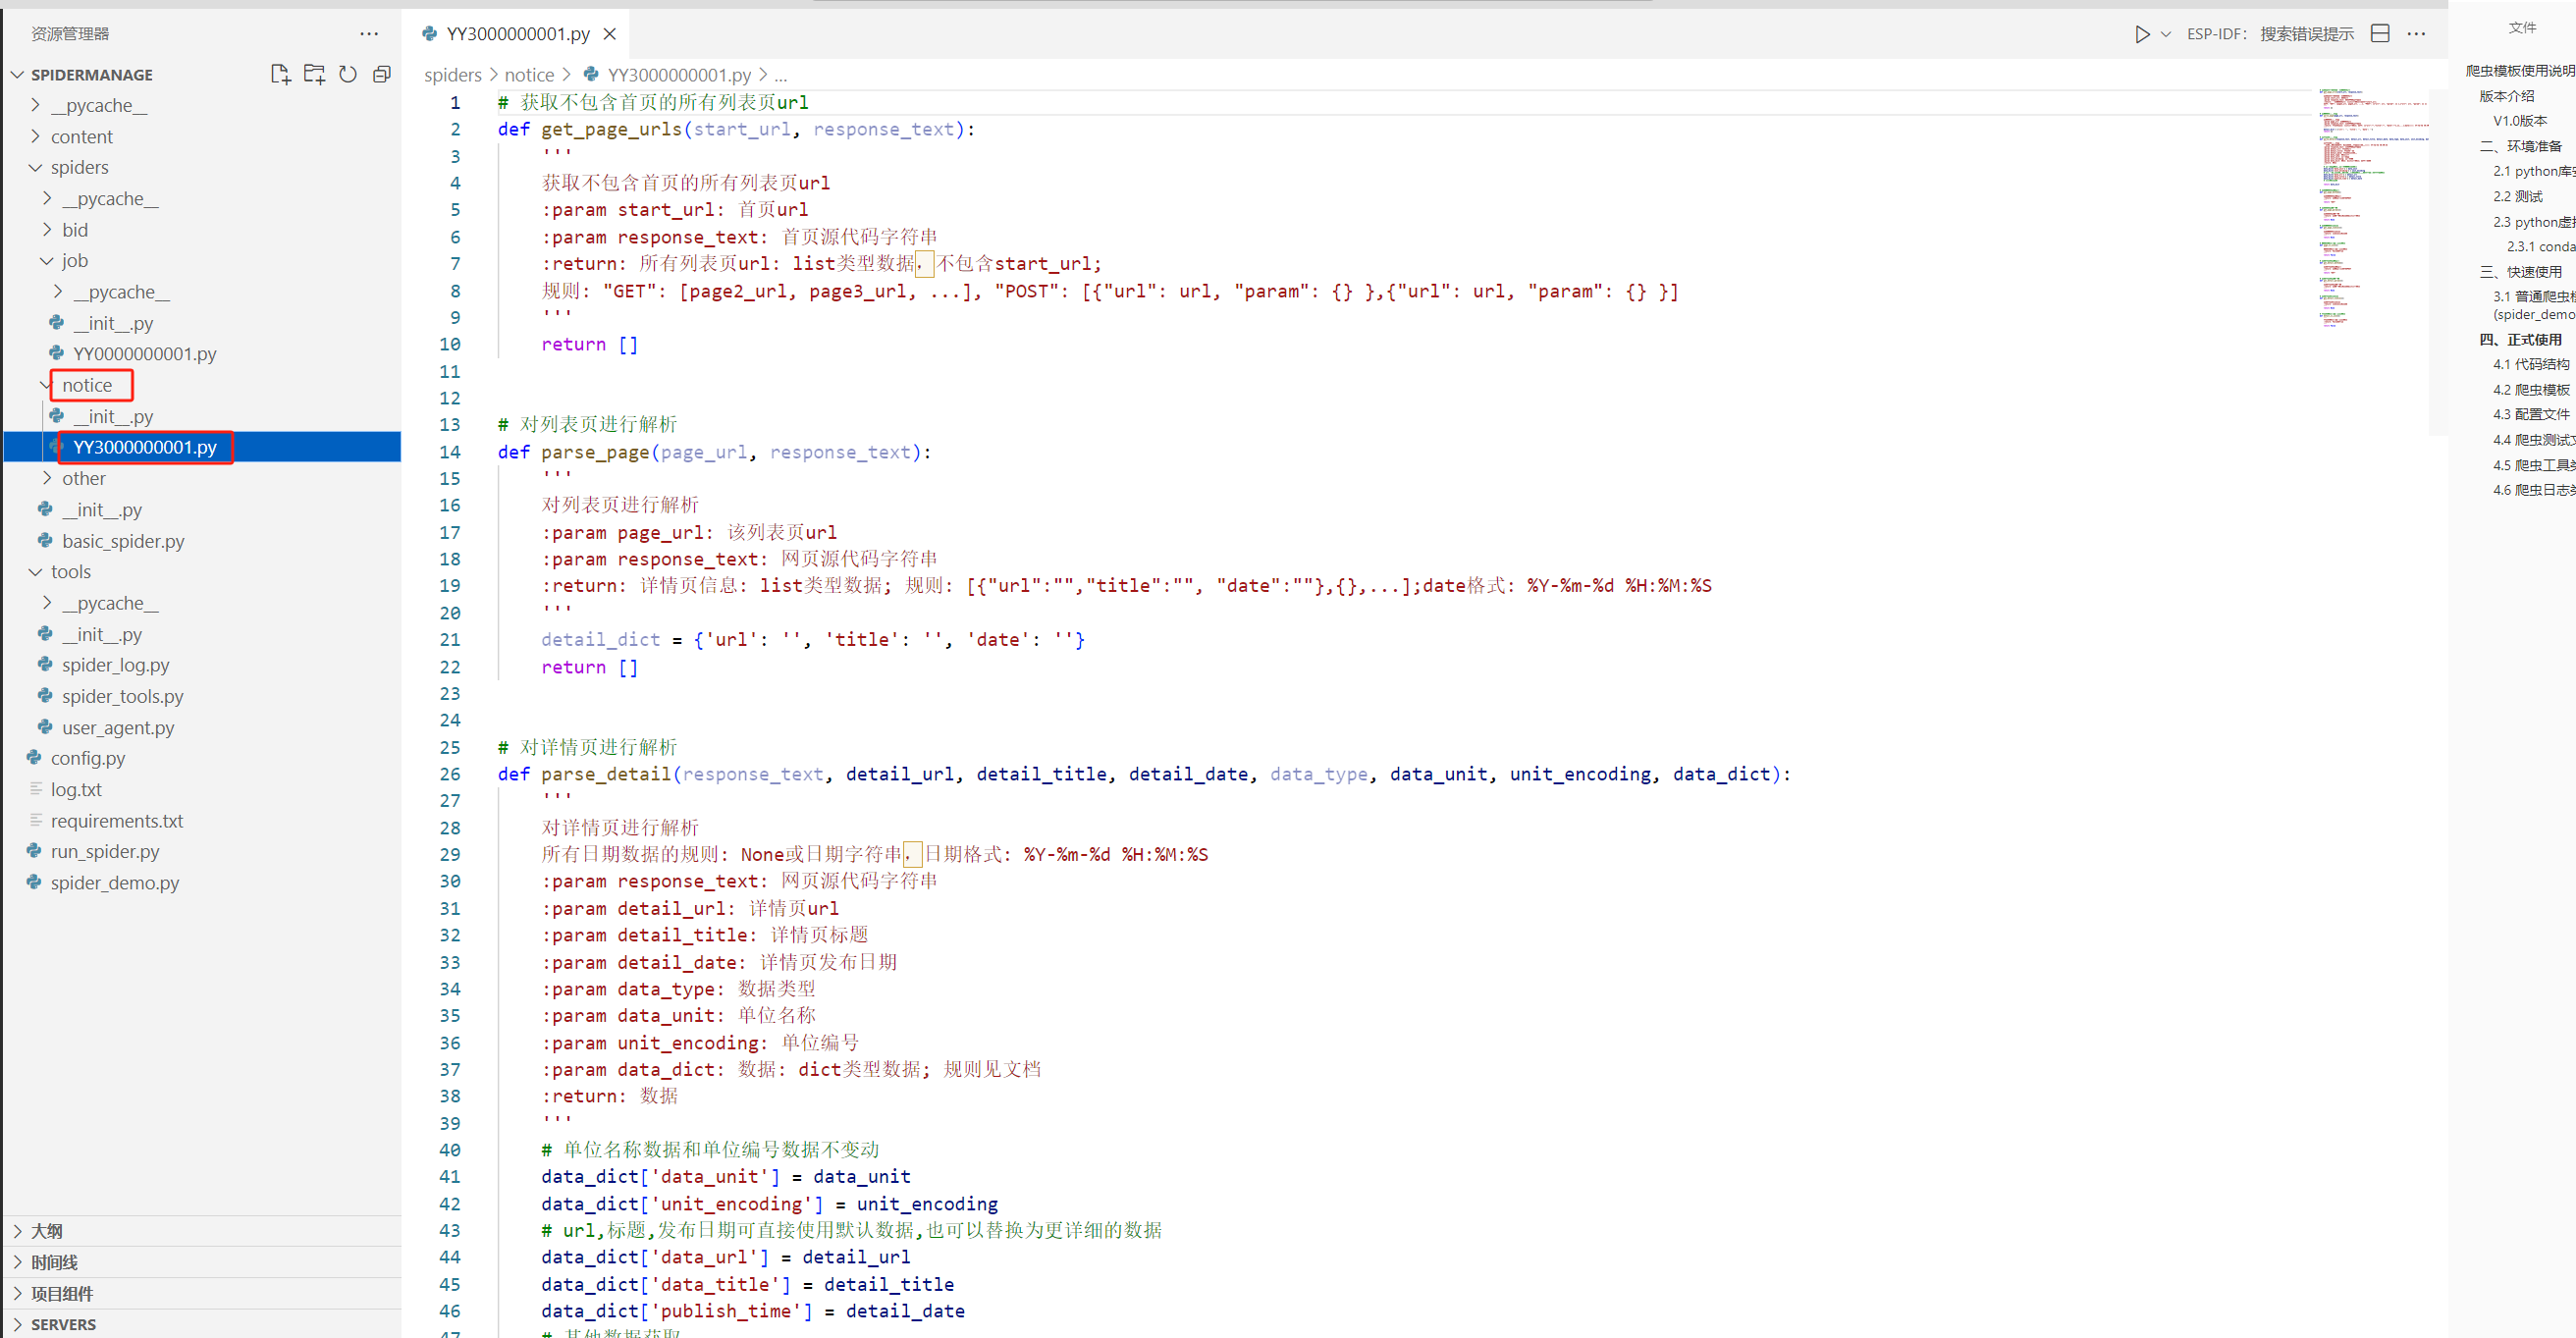 资源管理器
SPIDERMANAGE
__pycache__
content
spiders
__pycache__
bid
job
__pycache__
__init__.py
YY0000000001.py
notice
__init__.py
YY3000000001.py
other
__init__.py
basic_spider.py
tools
__pycache__
__init__.py
spider_log.py
spider_tools.py
user_agent.py
config.py
log.txt
requirements.txt
run_spider.py
spider_demo.py
大纲
时间线
项目组件
SERVERS
YY3000000001.py
ESP-IDF: 搜索错误提示
spiders > notice > YY3000000001.py > ...
1 # 获取不包含首页的所有列表页url
2 def get_page_urls(start_url, response_text):
3 '''
4 获取不包含首页的所有列表页url
5 :param start_url: 首页url
6 :param response_text: 首页源代码字符串
7 :return: 所有列表页url: list类型数据，不包含start_url;
8 规则: "GET": [page2_url, page3_url, ...], "POST": [{"url": url, "param": {} },{"url": url, "param": {} }]
9 '''
10 return []
11
12
13 # 对列表页进行解析
14 def parse_page(page_url, response_text):
15 '''
16 对列表页进行解析
17 :param page_url: 该列表页url
18 :param response_text: 网页源代码字符串
19 :return: 详情页信息: list类型数据; 规则: [{"url":"","title":"", "date":""},{},...];date格式: %Y-%m-%d %H:%M:%S
20 '''
21 detail_dict = {'url': '', 'title': '', 'date': ''}
22 return []
23
24
25 # 对详情页进行解析
26 def parse_detail(response_text, detail_url, detail_title, detail_date, data_type, data_unit, unit_encoding, data_dict):
27 '''
28 对详情页进行解析
29 所有日期数据的规则: None或日期字符串，日期格式: %Y-%m-%d %H:%M:%S
30 :param response_text: 网页源代码字符串
31 :param detail_url: 详情页url
32 :param detail_title: 详情页标题
33 :param detail_date: 详情页发布日期
34 :param data_type: 数据类型
35 :param data_unit: 单位名称
36 :param unit_encoding: 单位编号
37 :param data_dict: 数据: dict类型数据; 规则见文档
38 :return: 数据
39 '''
40 # 单位名称数据和单位编号数据不变动
41 data_dict['data_unit'] = data_unit
42 data_dict['unit_encoding'] = unit_encoding
43 # url,标题,发布日期可直接使用默认数据,也可以替换为更详细的数据
44 data_dict['data_url'] = detail_url
45 data_dict['data_title'] = detail_title
46 data_dict['publish_time'] = detail_date
47 # 其他数据获取
文件
爬虫模板使用说明
版本介绍
V1.0版本
二、环境准备
2.1 python库
2.2 测试
2.3 python虚
2.3.1 conda
三、快速使用
3.1 普通爬虫
(spider_demo
四、正式使用
4.1 代码结构
4.2 爬虫模板
4.3 配置文件
4.4 爬虫测试
4.5 爬虫工具
4.6 爬虫日志